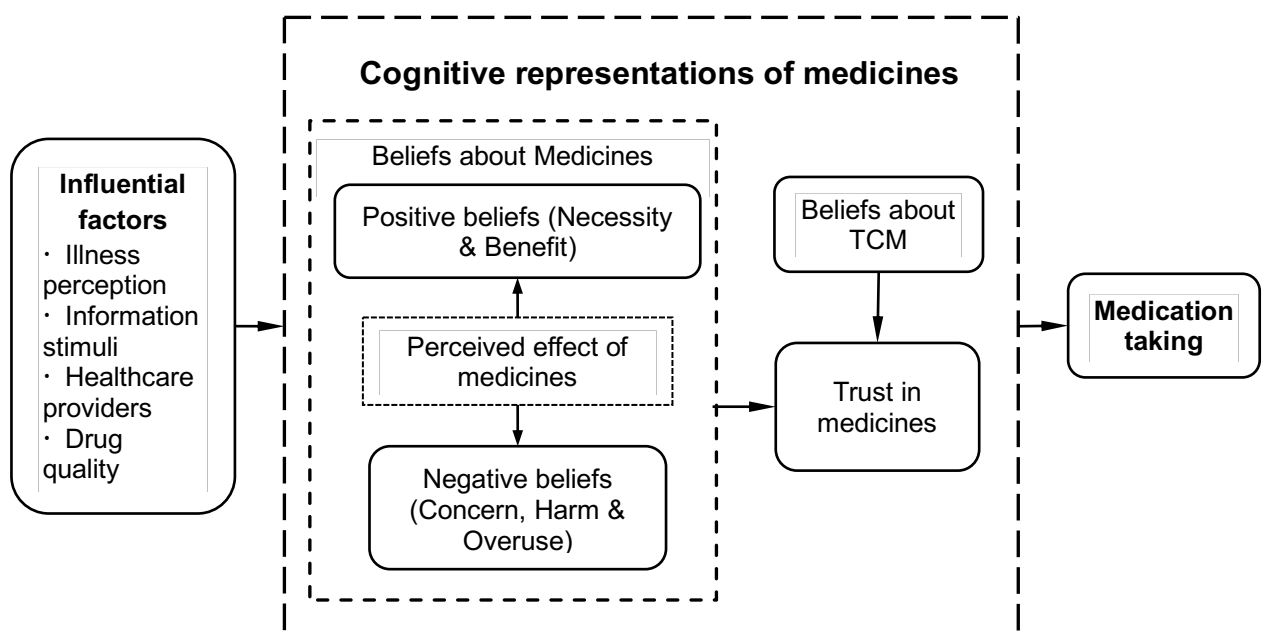 Cognitive representations of medicines
Influential
factors
· Illness
perception
· Information
stimuli
· Healthcare
providers
· Drug
quality
Beliefs about Medicines
Positive beliefs (Necessity
& Benefit)
Perceived effect of
medicines
Negative beliefs
(Concern, Harm &
Overuse)
Beliefs about
TCM
Trust in
medicines
Medication
taking